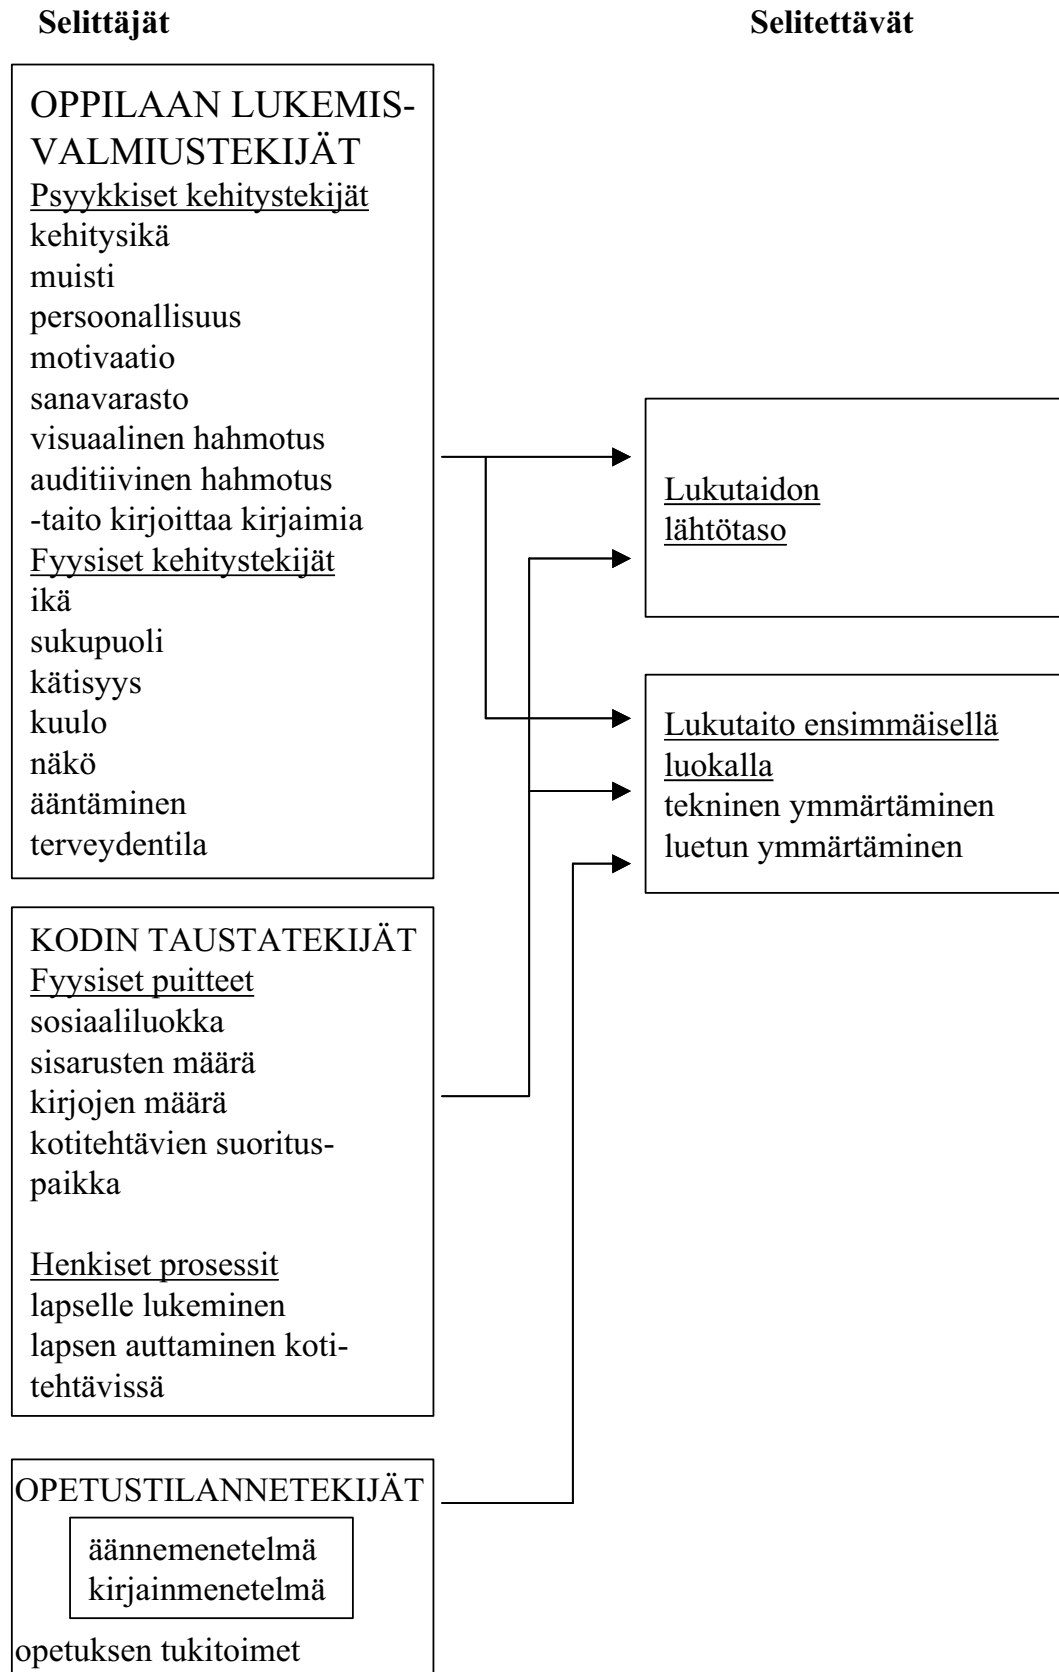 Selittäjät
Selitettävät
OPPILAAN LUKEMIS-
VALMIUSTEKIJÄT
Psyykkiset kehitystekijät
kehitysikä
muisti
persoonallisuus
motivaatio
sanavarasto
visuaalinen hahmotus
auditiivinen hahmotus
-taito kirjoittaa kirjaimia
Fyysiset kehitystekijät
ikä
sukupuoli
kätisyys
kuulo
näkö
ääntäminen
terveydentila
KODIN TAUSTATEKIJÄT
Fyysiset puitteet
sosiaaliluokka
sisarusten määrä
kirjojen määrä
kotitehtävien suoritus-
paikka
Henkiset prosessit
lapselle lukeminen
lapsen auttaminen koti-
tehtävissä
OPETUSTILANNETEKIJÄT
äännemenetelmä
kirjainmenetelmä
opetuksen tukitoimet
Lukutaidon
lähtötaso
Lukutaito ensimmäisellä
luokalla
tekninen ymmärtäminen
luetun ymmärtäminen